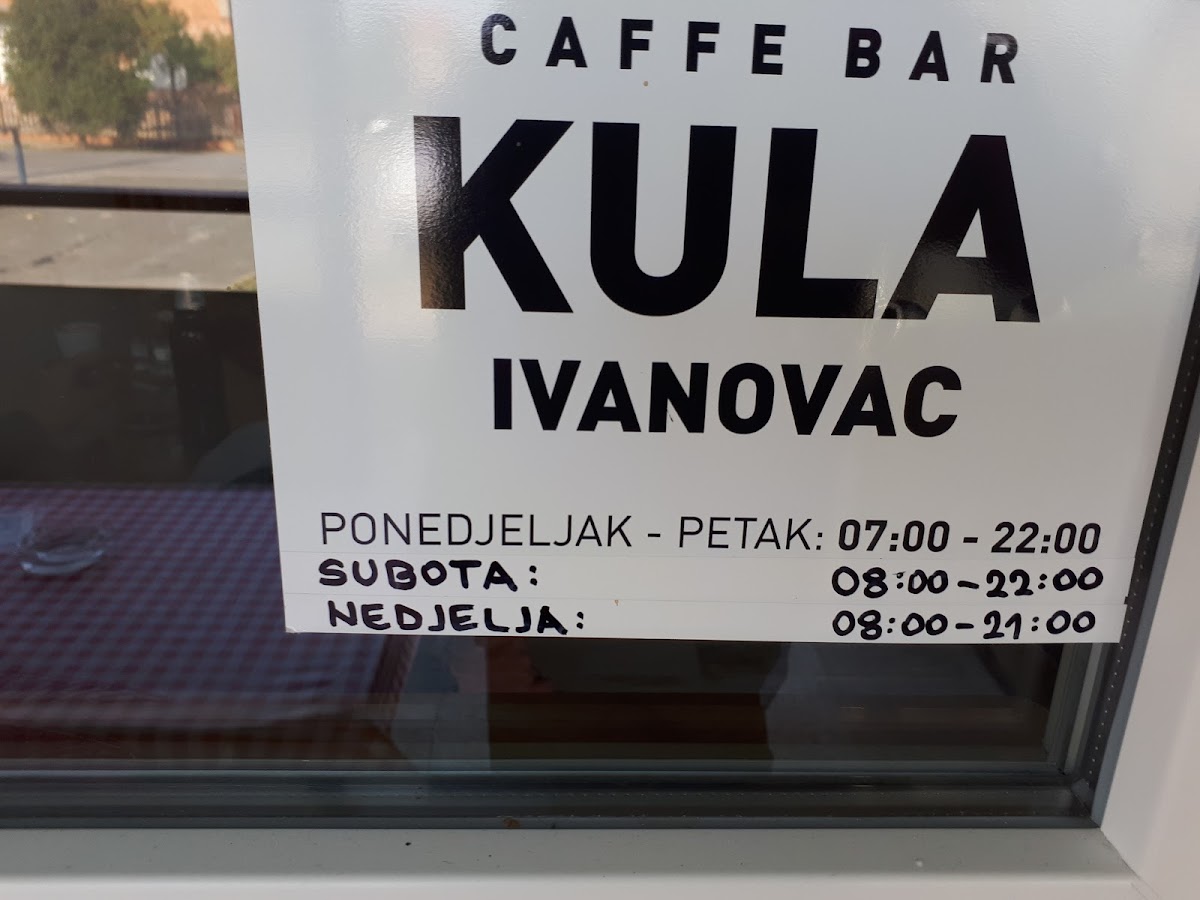 CAFFE BAR
KULA
IVANOVAC
PONEDJELJAK - PETAK: 07:00 - 22:00
SUBOTA: 08:00-22:00
NEDJELJA: 08:00-21:00